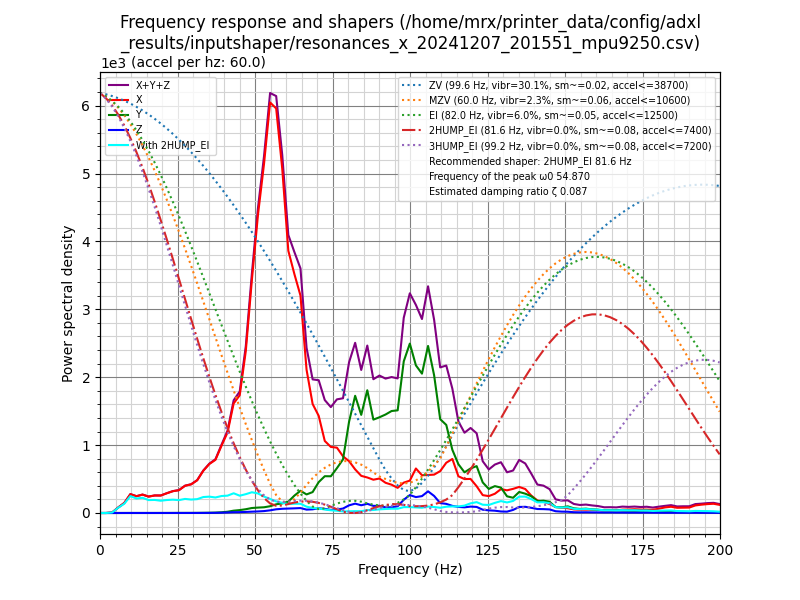 Frequency response and shapers (/home/mrx/printer_data/config/adxl
_results/inputshaper/resonances_x_20241207_201551_mpu9250.csv)
1e3 (accel per hz: 60.0)
X+Y+Z
X
Y
Z
With 2HUMP_EI
ZV (99.6 Hz, vibr=30.1%, sm~=0.02, accel<=38700)
MZV (60.0 Hz, vibr=2.3%, sm~=0.06, accel<=10600)
EI (82.0 Hz, vibr=6.0%, sm~=0.05, accel<=12500)
2HUMP_EI (81.6 Hz, vibr=0.0%, sm~=0.08, accel<=7400)
3HUMP_EI (99.2 Hz, vibr=0.0%, sm~=0.08, accel<=7200)
Recommended shaper: 2HUMP_EI 81.6 Hz
Frequency of the peak ω0 54.870
Estimated damping ratio ζ 0.087
Power spectral density
6
5
4
3
2
1
0
0 25 50 75 100 125 150 175 200
Frequency (Hz)